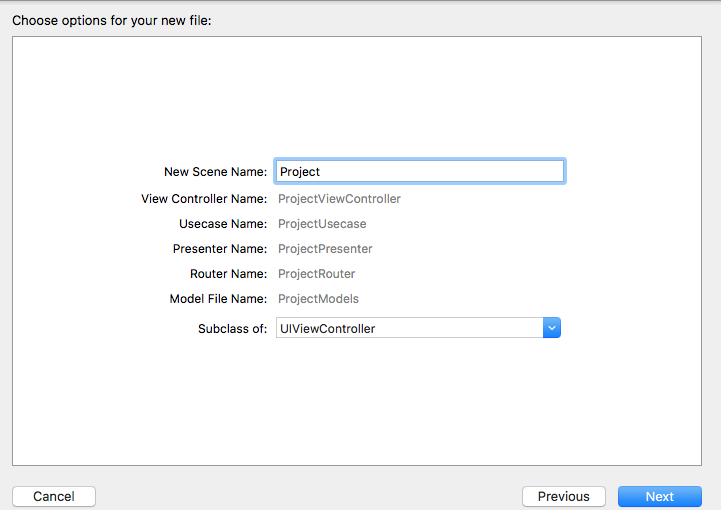 Choose options for your new file:
New Scene Name: Project
View Controller Name: ProjectViewController
Usecase Name: ProjectUsecase
Presenter Name: ProjectPresenter
Router Name: ProjectRouter
Model File Name: ProjectModels
Subclass of: UIViewController
Cancel Previous Next